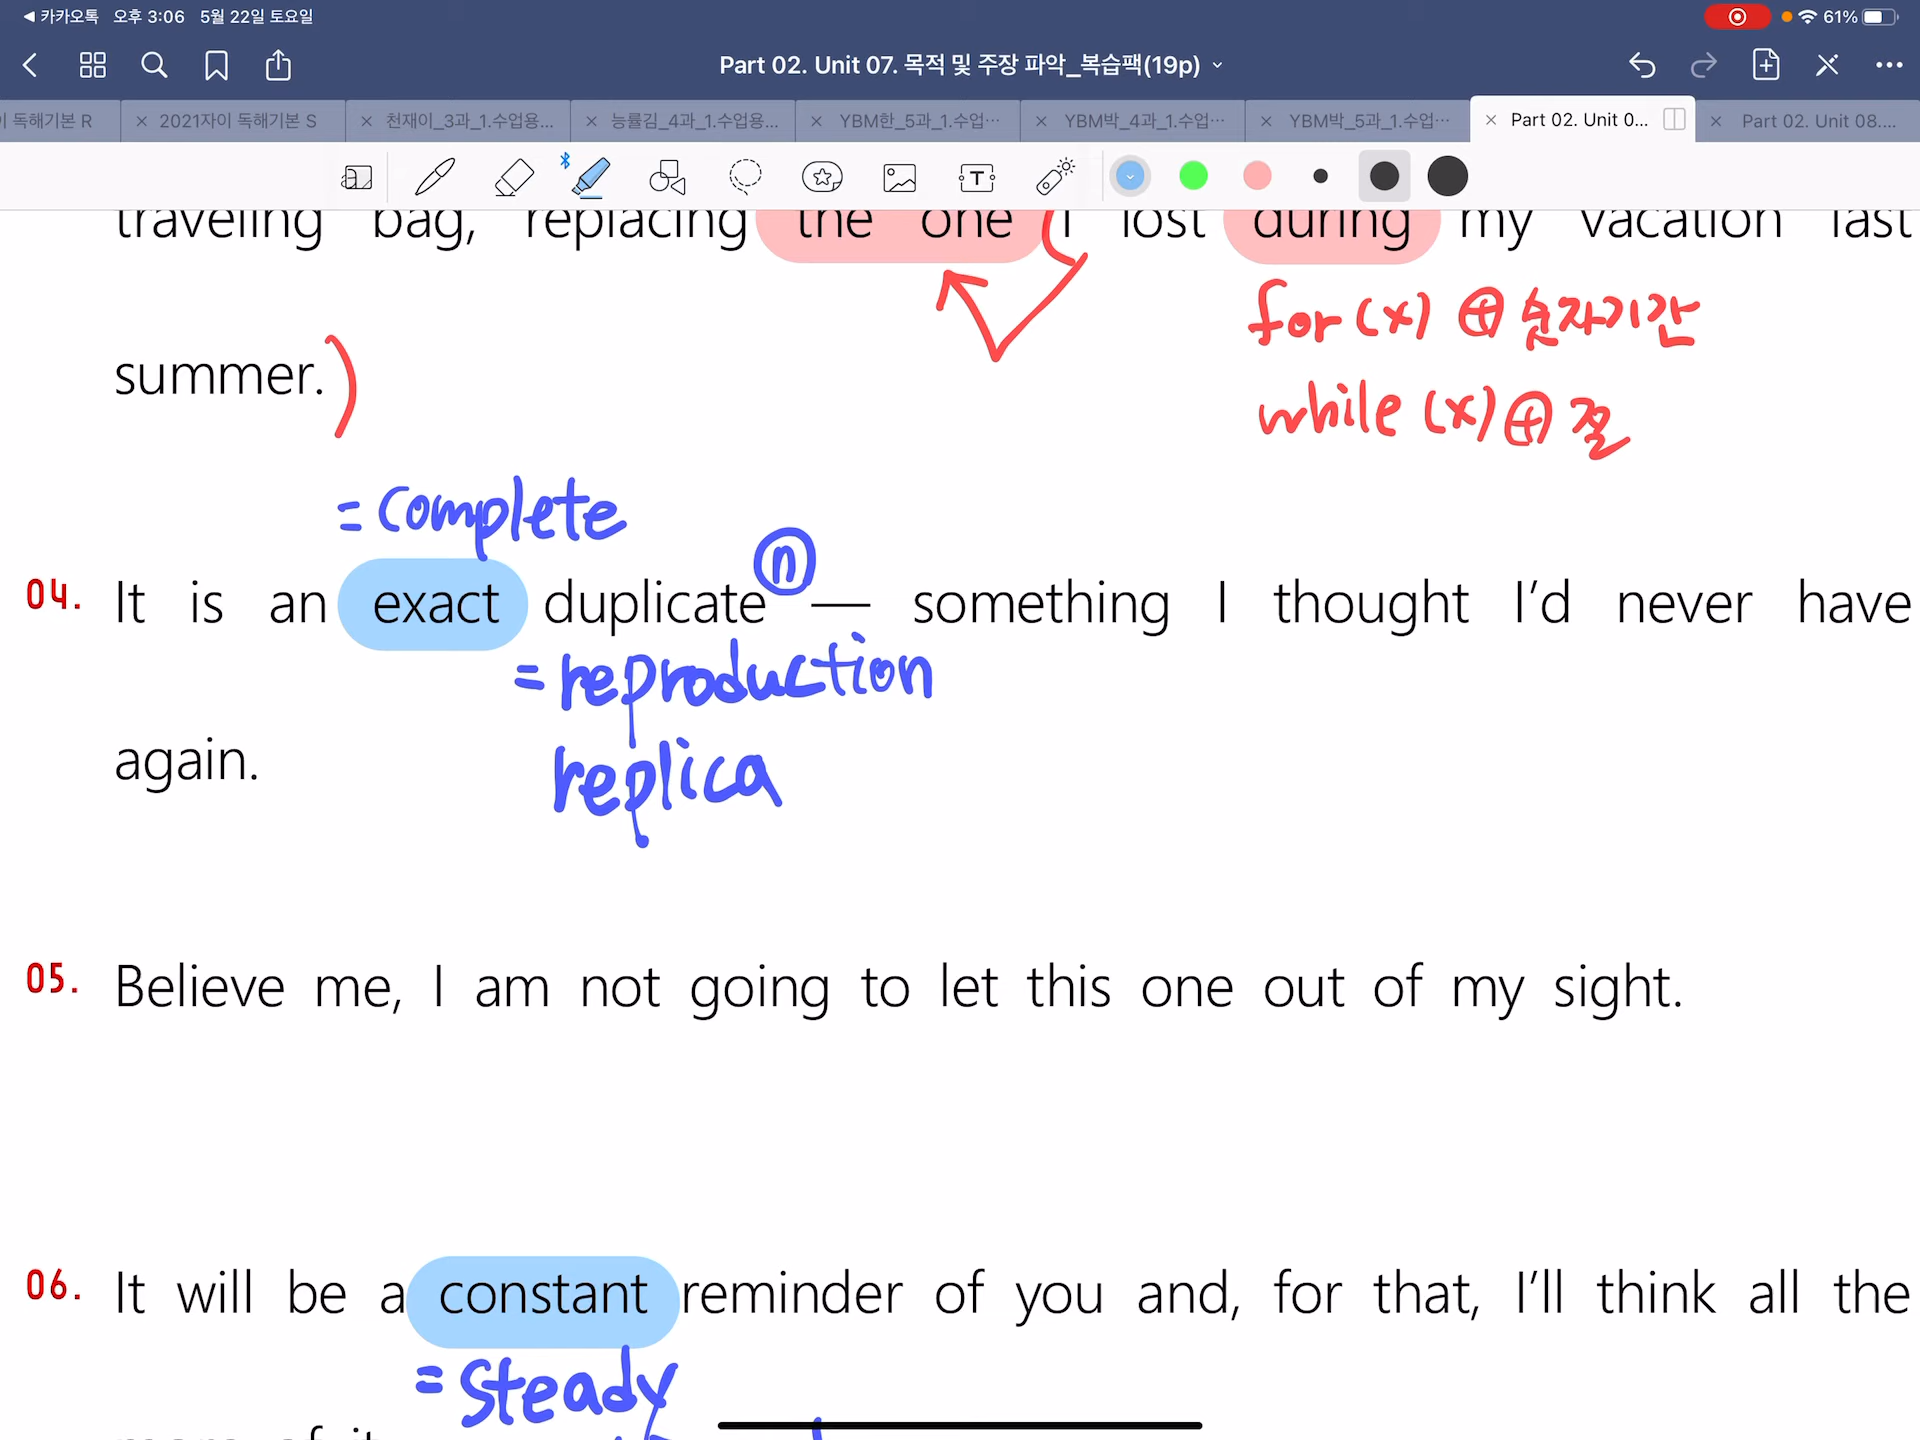 ◀ 카카오톡 오후 3:06 5월 22일 토요일 61%
Part 02. Unit 07. 목적 및 주장 파악_복습팩(19p)
독해기본 R × 2021자이 독해기본 S × 천재이_3과_1.수업용... × 능률김_4과_1.수업용... × YBM한_5과_1.수업... × YBM박_4과_1.수업... × YBM박_5과_1.수업... × Part 02. Unit 0... × Part 02. Unit 08....
traveling bag, replacing the one I lost during my vacation last
for (x) ⊕ 숫자기간
summer.)
while (x) ⊕ 절
= complete
n
04. It is an exact duplicate — something I thought I'd never have
= reproduction
again.
replica
05. Believe me, I am not going to let this one out of my sight.
06. It will be a constant reminder of you and, for that, I'll think all the
= steady
more of it